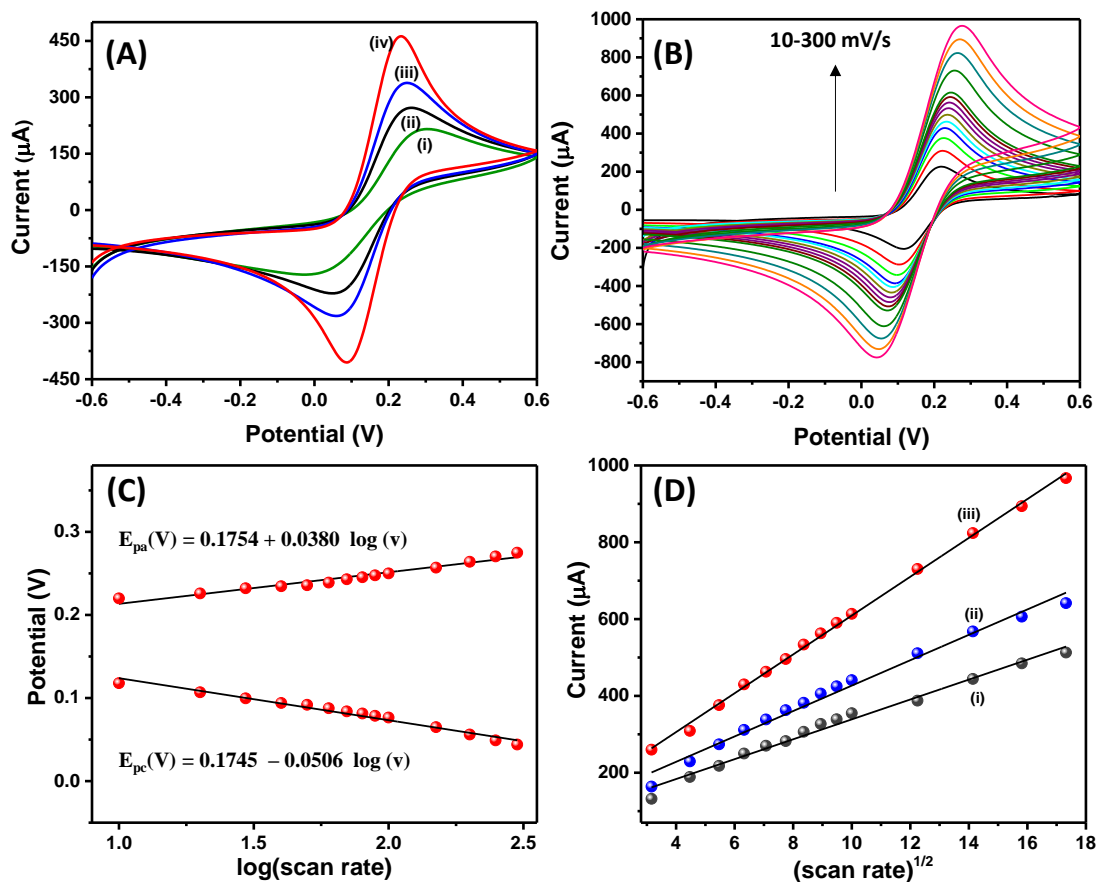 (A)
(iv)
(iii)
(ii)
(i)
450
300
150
0
-150
-300
-450
Current (µA)
-0.6 -0.4 -0.2 0.0 0.2 0.4 0.6
Potential (V)
(B)
10-300 mV/s
1000
800
600
400
200
0
-200
-400
-600
-800
Current (µA)
-0.6 -0.4 -0.2 0.0 0.2 0.4 0.6
Potential (V)
(C)
E_pa(V) = 0.1754 + 0.0380 log (v)
E_pc(V) = 0.1745 – 0.0506 log (v)
0.3
0.2
0.1
0.0
Potential (V)
1.0 1.5 2.0 2.5
log(scan rate)
(D)
(iii)
(ii)
(i)
1000
800
600
400
200
Current (µA)
4 6 8 10 12 14 16 18
(scan rate)^1/2